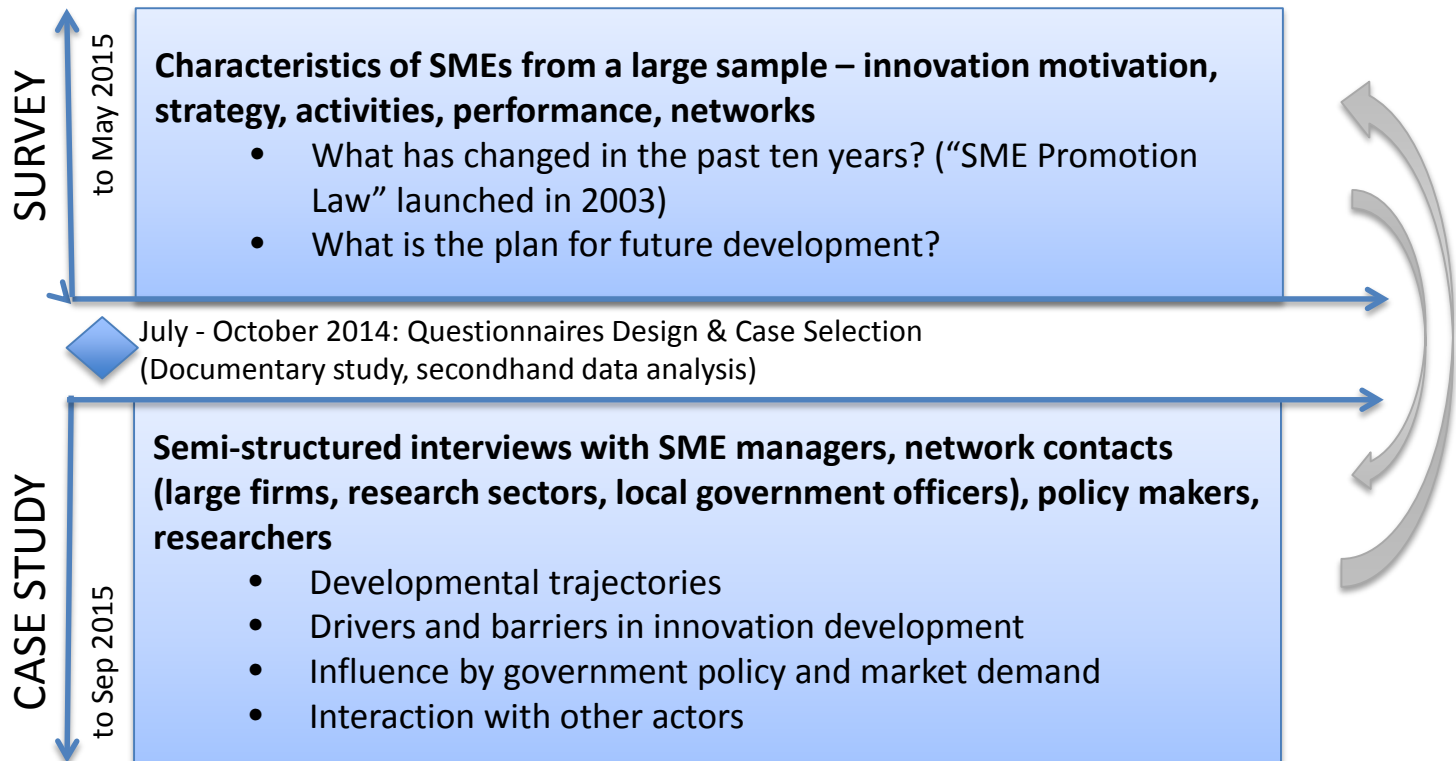 SURVEY
to May 2015
Characteristics of SMEs from a large sample – innovation motivation,
strategy, activities, performance, networks
• What has changed in the past ten years? (“SME Promotion
Law” launched in 2003)
• What is the plan for future development?
July - October 2014: Questionnaires Design & Case Selection
(Documentary study, secondhand data analysis)
CASE STUDY
to Sep 2015
Semi-structured interviews with SME managers, network contacts
(large firms, research sectors, local government officers), policy makers,
researchers
• Developmental trajectories
• Drivers and barriers in innovation development
• Influence by government policy and market demand
• Interaction with other actors